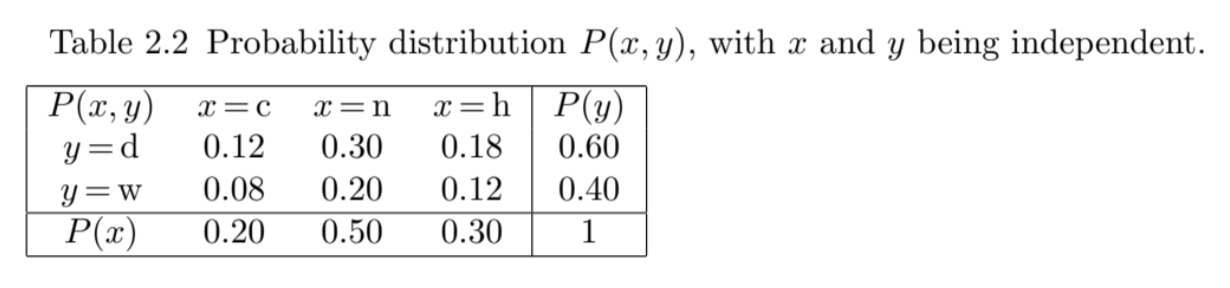 Table 2.2 Probability distribution P(x, y), with x and y being independent.
P(x, y) x = c x = n x = h P(y)
y = d 0.12 0.30 0.18 0.60
y = w 0.08 0.20 0.12 0.40
P(x) 0.20 0.50 0.30 1